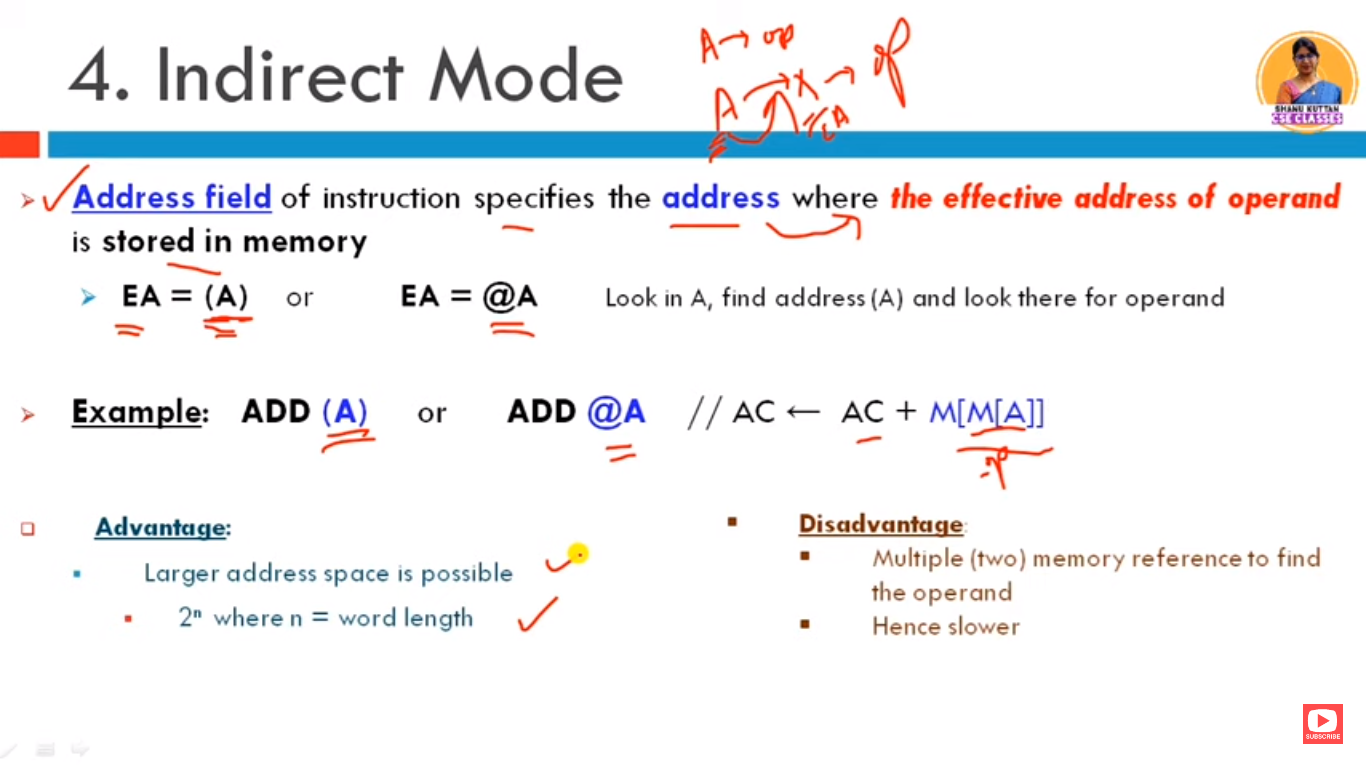 4. Indirect Mode
A → op
A → X → op
EA
SHANU KUTTAN
CSE CLASSES
Address field of instruction specifies the address where the effective address of operand
is stored in memory
EA = (A) or EA = @A Look in A, find address (A) and look there for operand
Example: ADD (A) or ADD @A // AC ← AC + M[M[A]]
Advantage:
Larger address space is possible
2ⁿ where n = word length
Disadvantage:
Multiple (two) memory reference to find
the operand
Hence slower
SUBSCRIBE